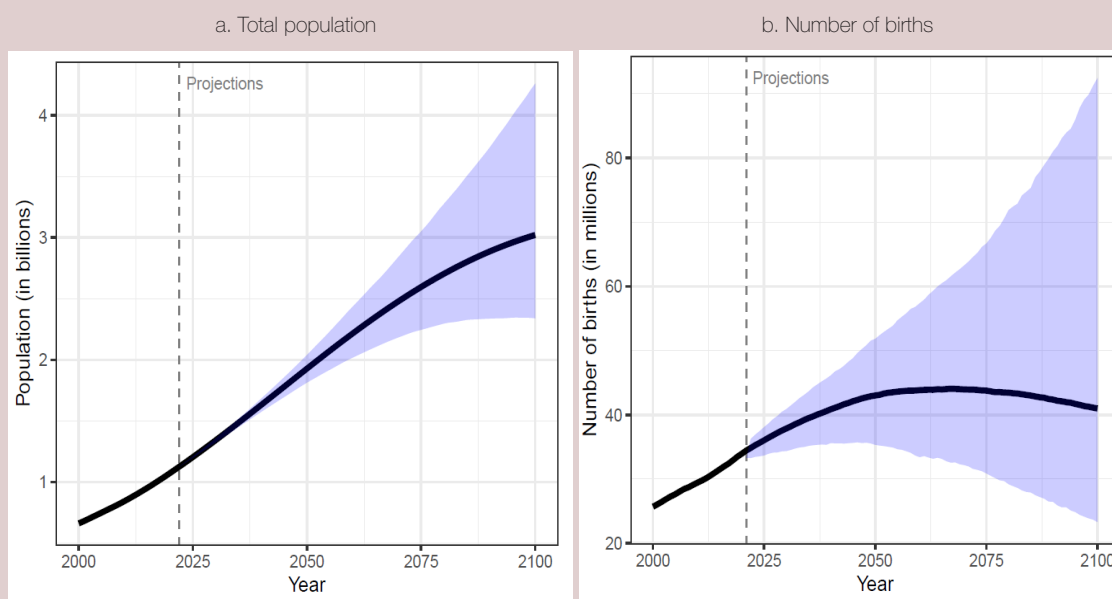 a. Total population
Projections
Population (in billions)
4
3
2
1
2000 2025 2050 2075 2100
Year
b. Number of births
Projections
Number of births (in millions)
80
60
40
20
2000 2025 2050 2075 2100
Year